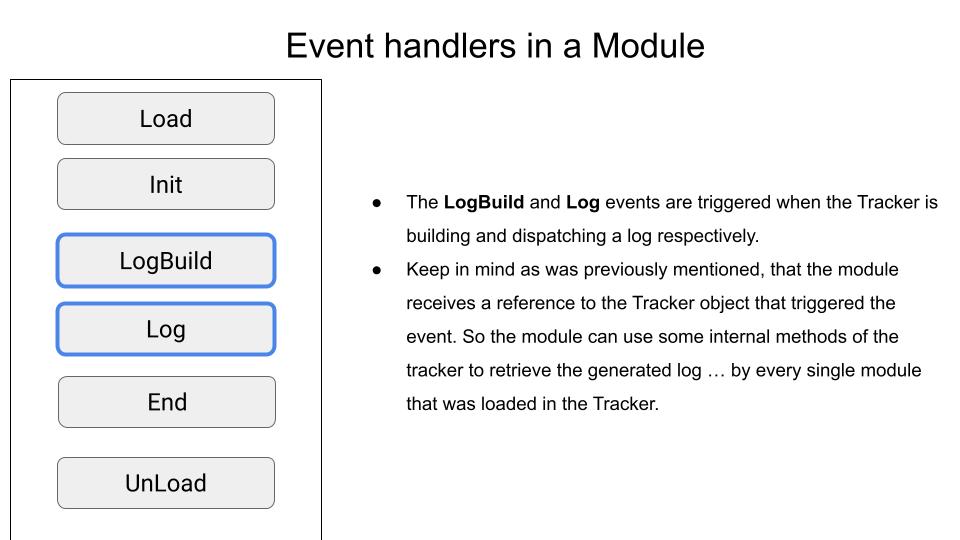 Event handlers in a Module
Load
Init
LogBuild
Log
End
UnLoad
● The LogBuild and Log events are triggered when the Tracker is
building and dispatching a log respectively.
● Keep in mind as was previously mentioned, that the module
receives a reference to the Tracker object that triggered the
event. So the module can use some internal methods of the
tracker to retrieve the generated log … by every single module
that was loaded in the Tracker.